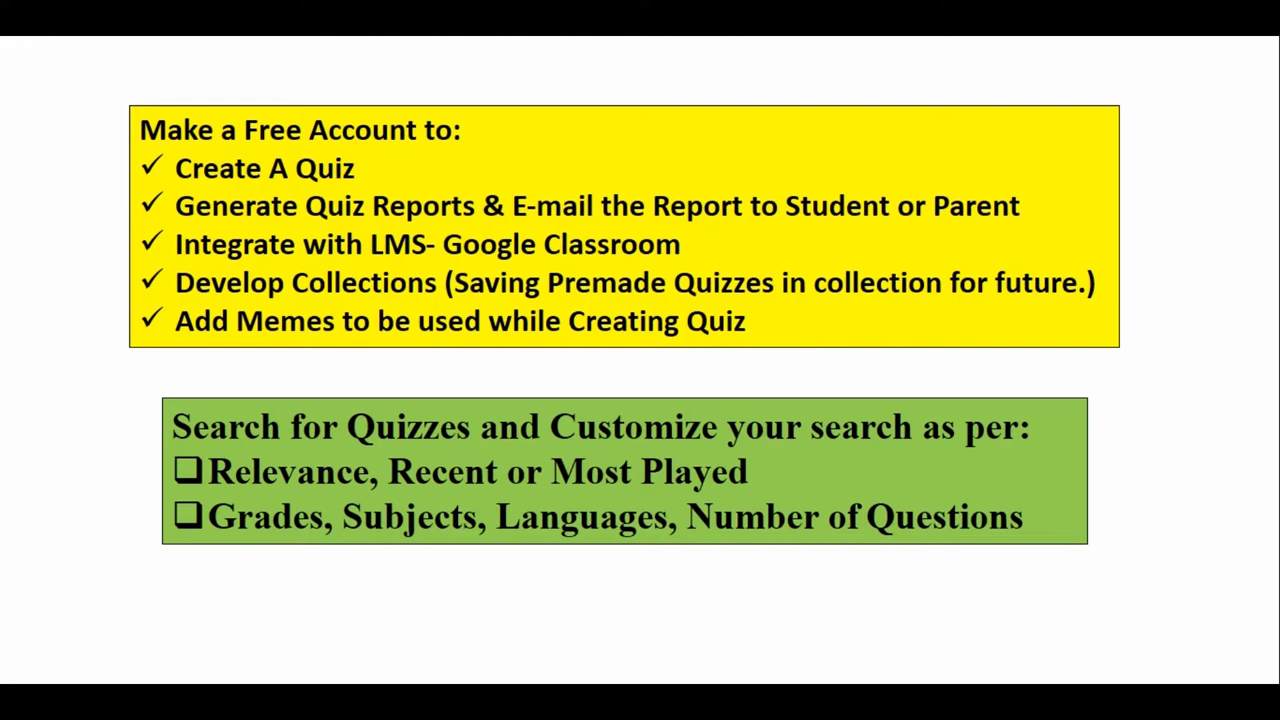 Make a Free Account to:
✓ Create A Quiz
✓ Generate Quiz Reports & E-mail the Report to Student or Parent
✓ Integrate with LMS- Google Classroom
✓ Develop Collections (Saving Premade Quizzes in collection for future.)
✓ Add Memes to be used while Creating Quiz
Search for Quizzes and Customize your search as per:
❑Relevance, Recent or Most Played
❑Grades, Subjects, Languages, Number of Questions